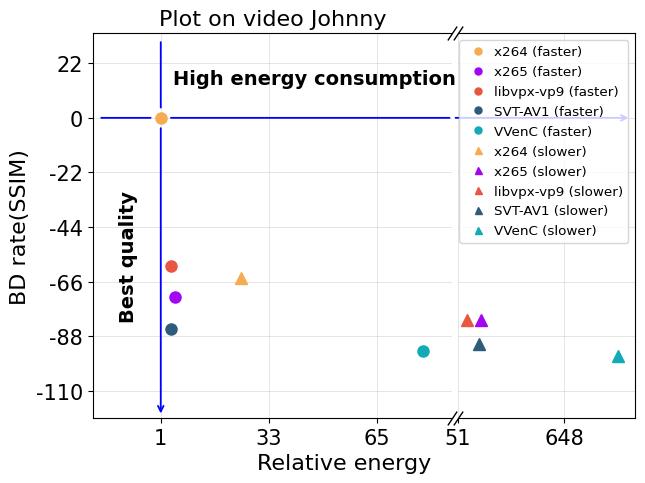 Plot on video Johnny
22
0
-22
-44
-66
-88
-110
BD rate(SSIM)
High energy consumption
Best quality
x264 (faster)
x265 (faster)
libvpx-vp9 (faster)
SVT-AV1 (faster)
VVenC (faster)
x264 (slower)
x265 (slower)
libvpx-vp9 (slower)
SVT-AV1 (slower)
VVenC (slower)
1 33 65 51 648
Relative energy